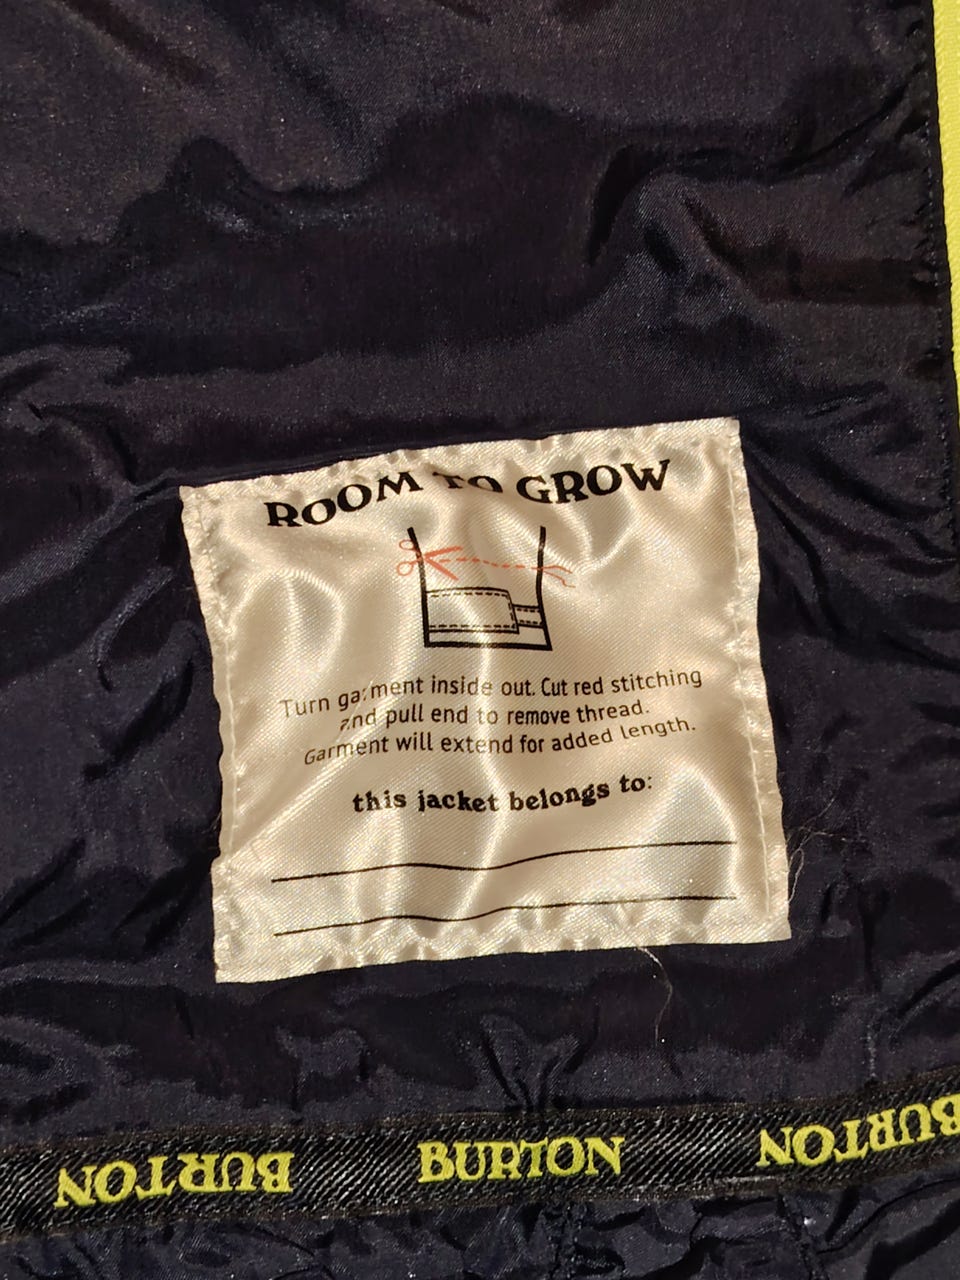 ROOM TO GROW
Turn garment inside out. Cut red stitching
and pull end to remove thread.
Garment will extend for added length.
this jacket belongs to:
BURTON BURTON BURTON